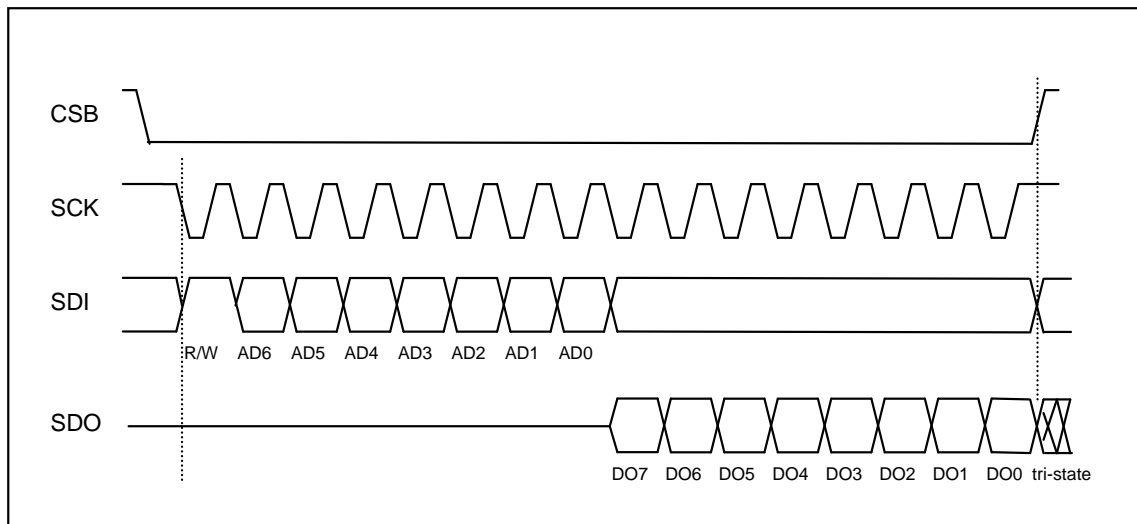 CSB
SCK
SDI
R/W AD6 AD5 AD4 AD3 AD2 AD1 AD0
SDO
DO7 DO6 DO5 DO4 DO3 DO2 DO1 DO0 tri-state